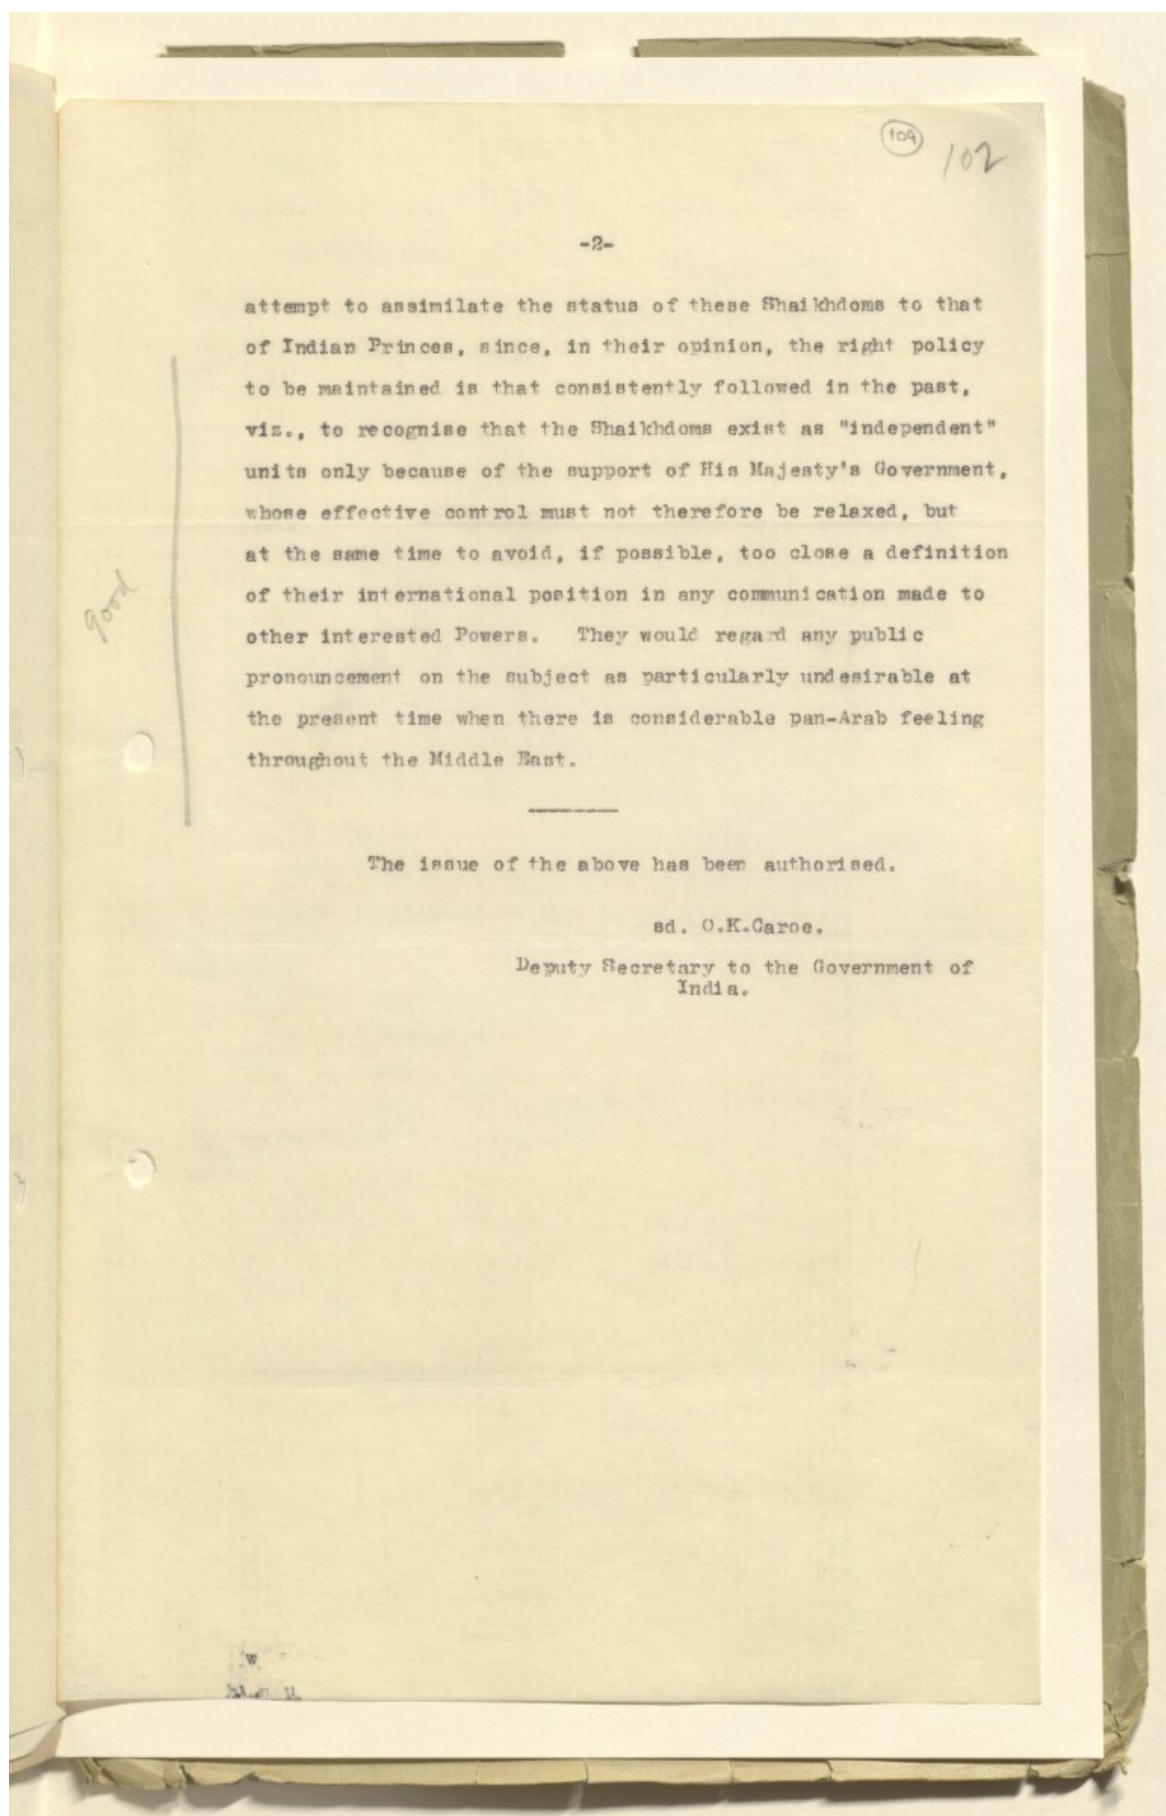 109
102
-2-
attempt to assimilate the status of these Shaikhdoms to that
of Indian Princes, since, in their opinion, the right policy
to be maintained is that consistently followed in the past,
viz., to recognise that the Shaikhdoms exist as "independent"
units only because of the support of His Majesty's Government,
whose effective control must not therefore be relaxed, but
at the same time to avoid, if possible, too close a definition
good
of their international position in any communication made to
other interested Powers. They would regard any public
pronouncement on the subject as particularly undesirable at
the present time when there is considerable pan-Arab feeling
throughout the Middle East.
The issue of the above has been authorised.
sd. O.K.Caroe.
Deputy Secretary to the Government of
India.
w